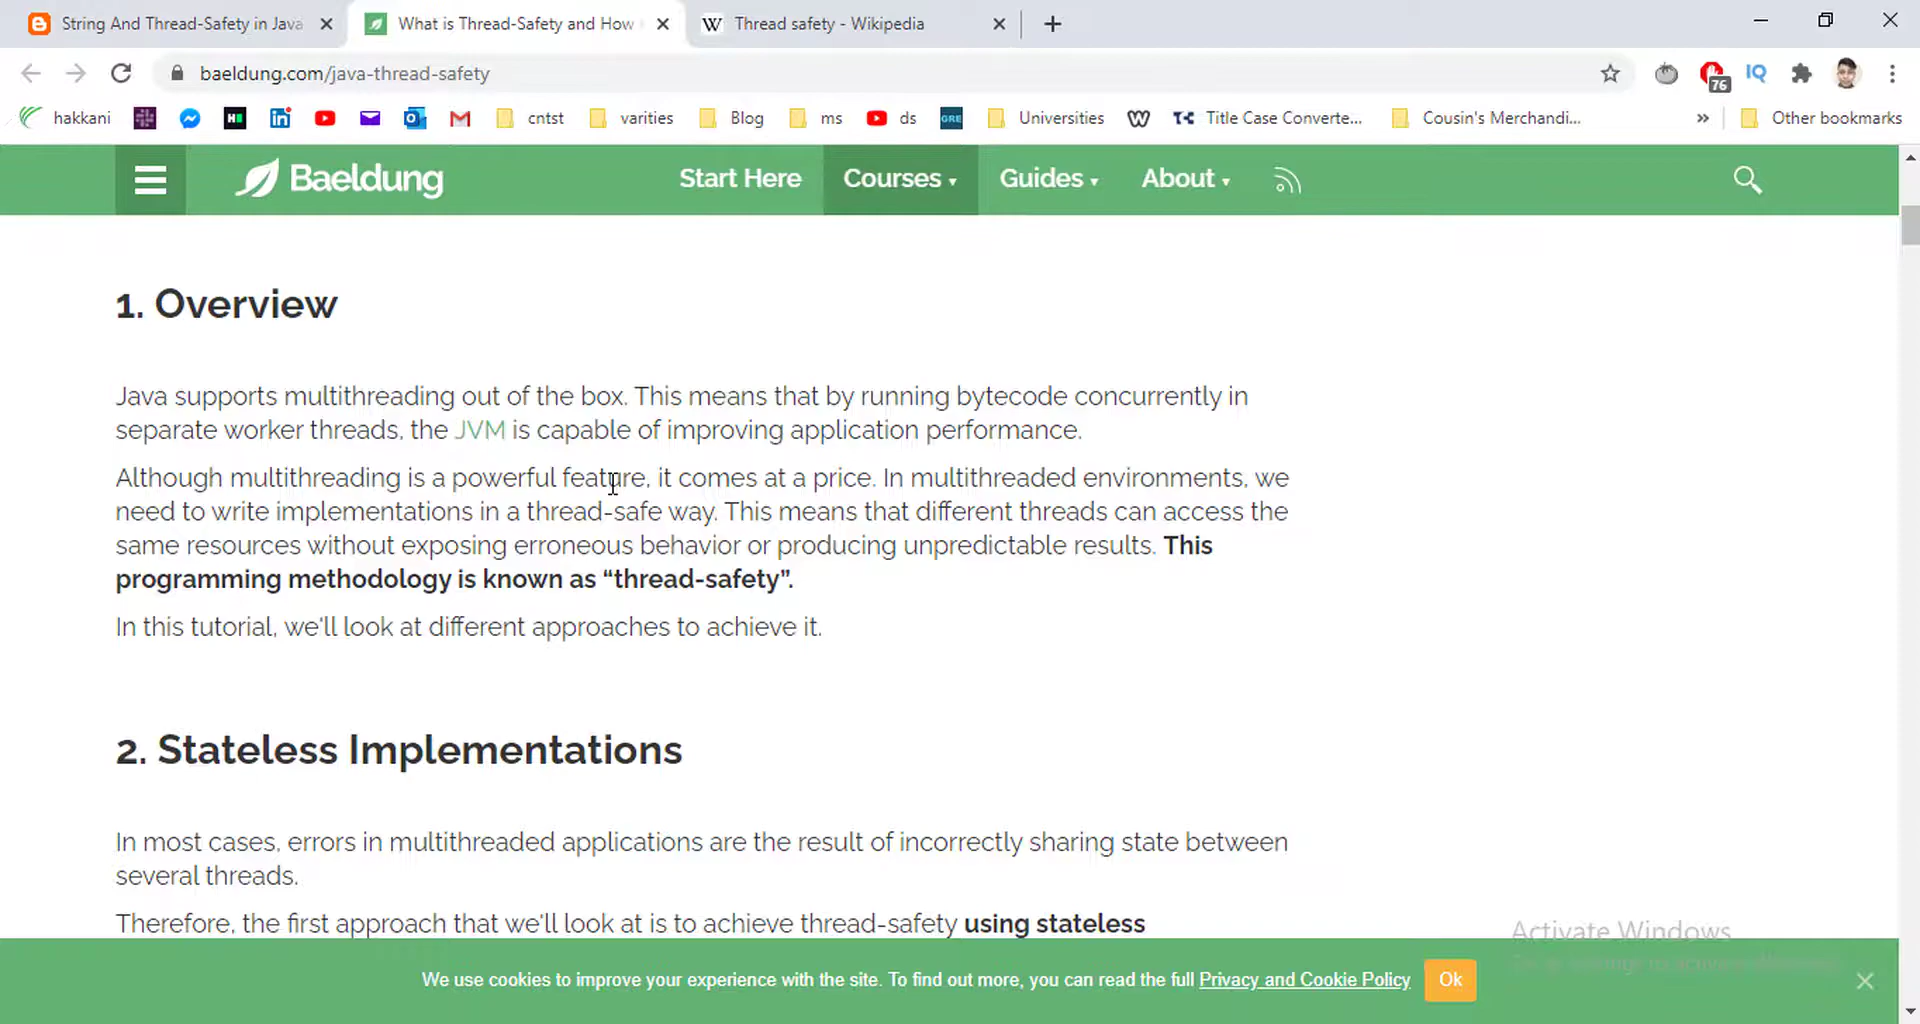 String And Thread-Safety in Java
What is Thread-Safety and How
W Thread safety - Wikipedia
baeldung.com/java-thread-safety
76
IQ
hakkani
cntst
varities
Blog
ms
ds
GRE
Universities
Title Case Converte...
Cousin's Merchandi...
Other bookmarks
Baeldung
Start Here
Courses
Guides
About
1. Overview
Java supports multithreading out of the box. This means that by running bytecode concurrently in
separate worker threads, the JVM is capable of improving application performance.
Although multithreading is a powerful feature, it comes at a price. In multithreaded environments, we
need to write implementations in a thread-safe way. This means that different threads can access the
same resources without exposing erroneous behavior or producing unpredictable results. This
programming methodology is known as “thread-safety”.
In this tutorial, we'll look at different approaches to achieve it.
2. Stateless Implementations
In most cases, errors in multithreaded applications are the result of incorrectly sharing state between
several threads.
Therefore, the first approach that we'll look at is to achieve thread-safety using stateless
Activate Windows
We use cookies to improve your experience with the site. To find out more, you can read the full Privacy and Cookie Policy
Ok